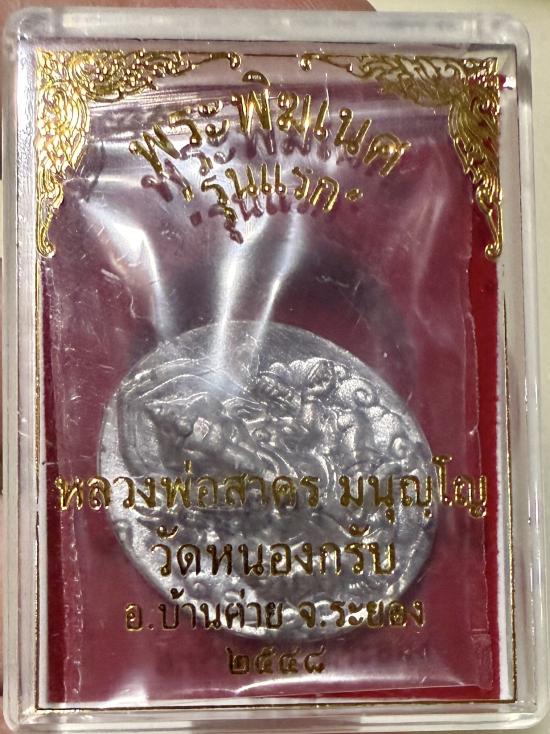 พระพิฆเนศ
รุ่นแรก
หลวงพ่อสาคร มนุญฺโญ
วัดหนองกรับ
อ.บ้านค่าย จ.ระยอง
๒๕๔๘